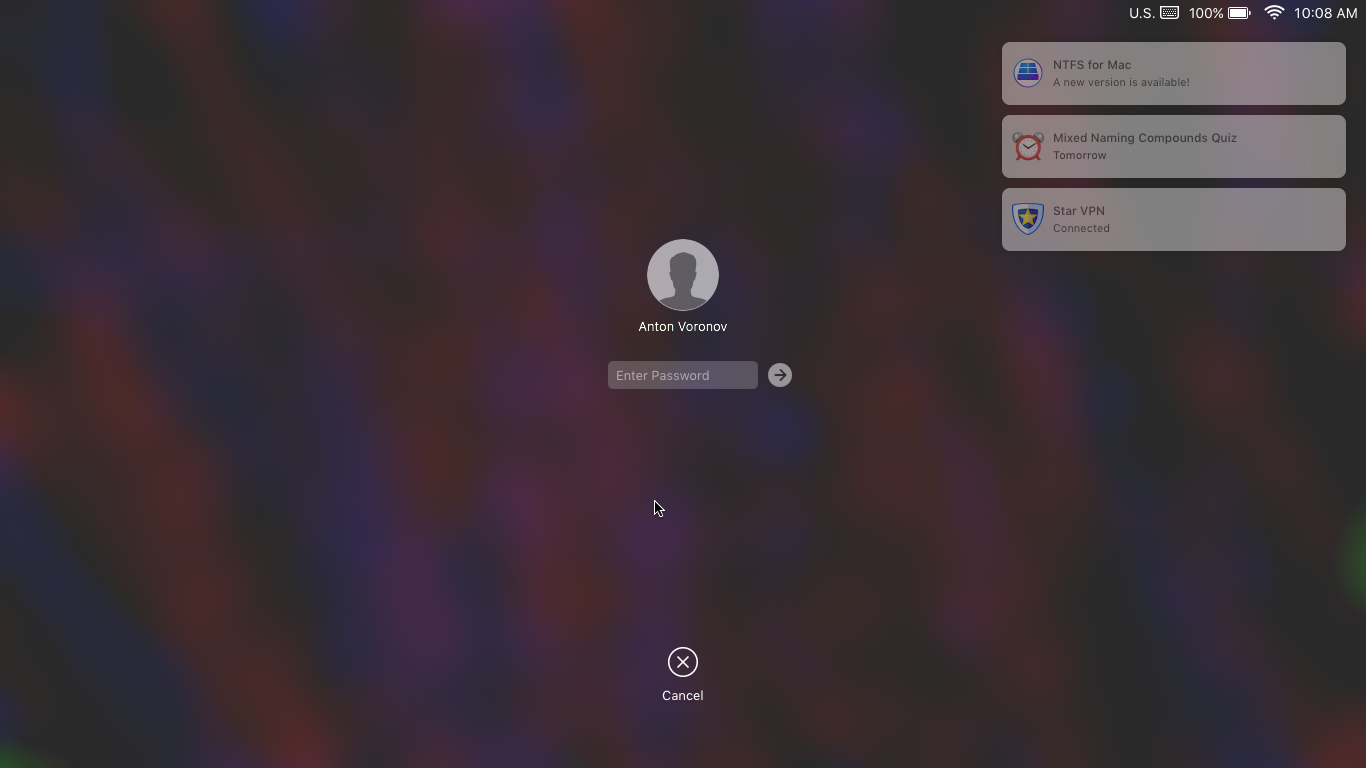 U.S. 100% 10:08 AM
NTFS for Mac
A new version is available!
Mixed Naming Compounds Quiz
Tomorrow
Star VPN
Connected
Anton Voronov
Enter Password
Cancel